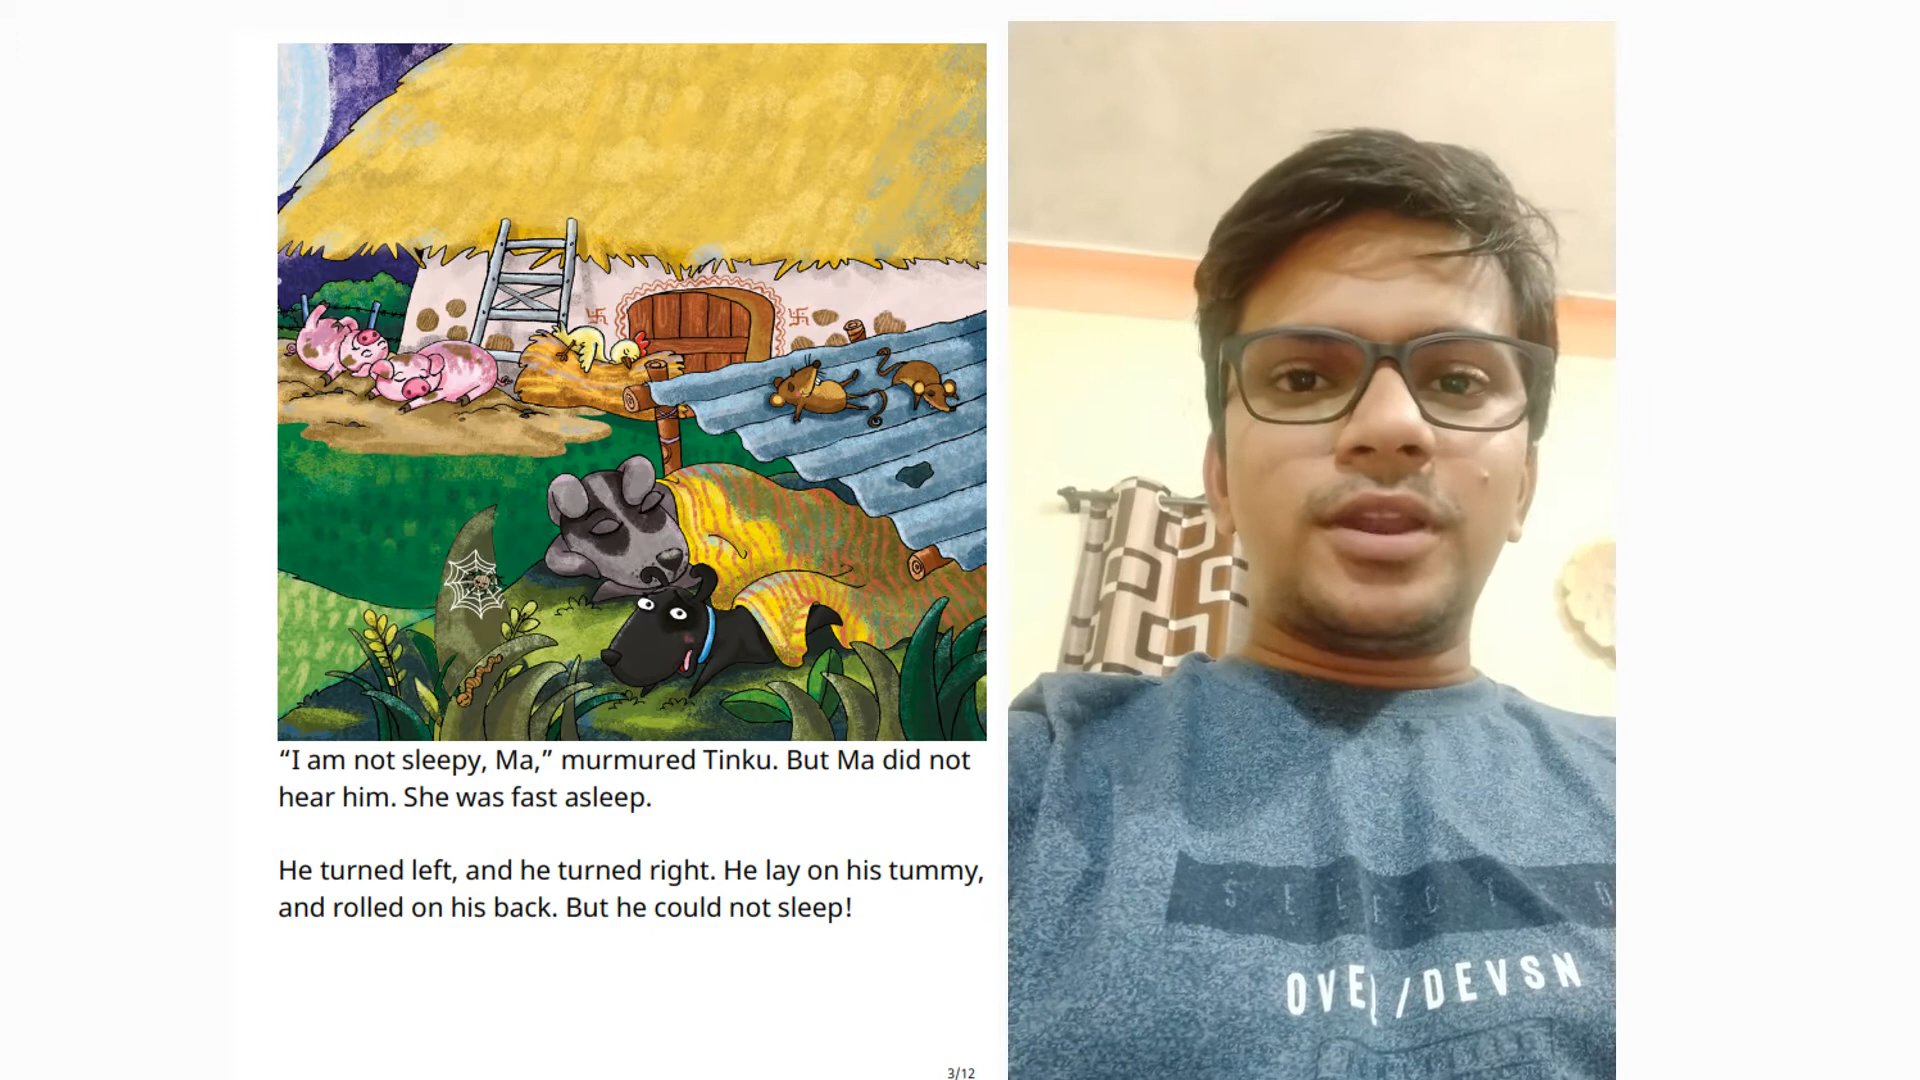 “I am not sleepy, Ma,” murmured Tinku. But Ma did not
hear him. She was fast asleep.
He turned left, and he turned right. He lay on his tummy,
and rolled on his back. But he could not sleep!
3/12
OVE /DEVSN